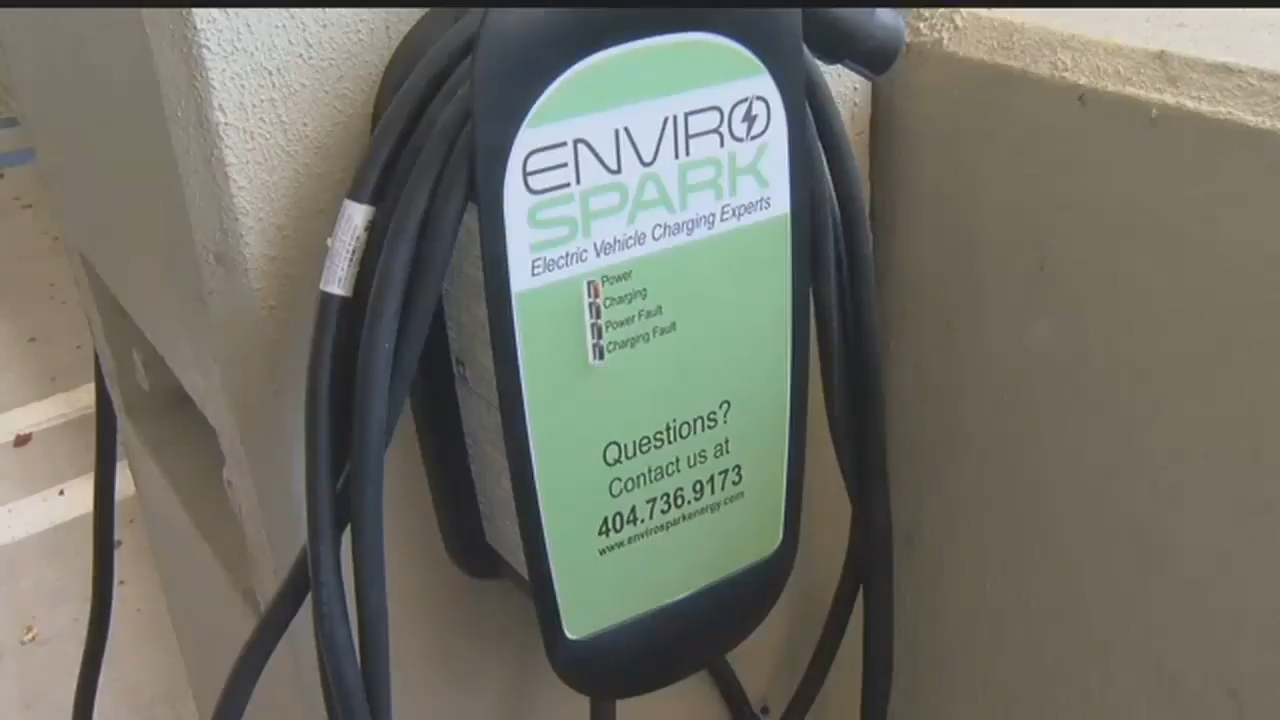 ENVIRO
SPARK
Electric Vehicle Charging Experts
Power
Charging
Power Fault
Charging Fault
Questions?
Contact us at
404.736.9173
www.envirosparkenergy.com